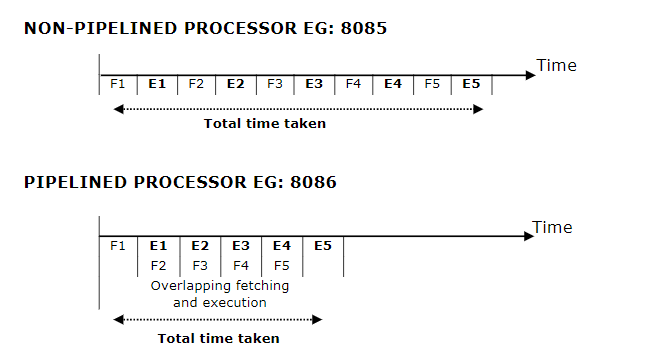 NON-PIPELINED PROCESSOR EG: 8085
Time
F1 E1 F2 E2 F3 E3 F4 E4 F5 E5
Total time taken
PIPELINED PROCESSOR EG: 8086
Time
F1 E1 E2 E3 E4 E5
F2 F3 F4 F5
Overlapping fetching
and execution
Total time taken